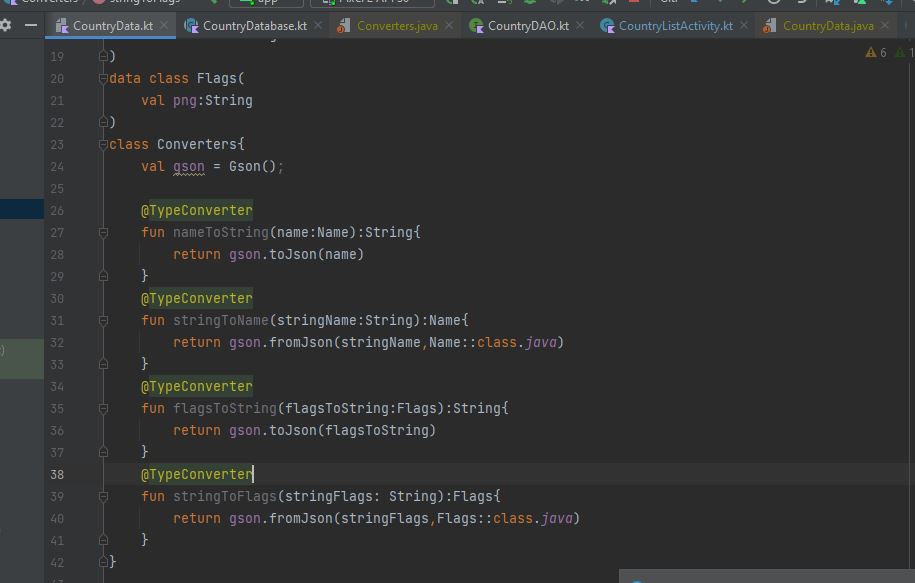 CountryData.kt CountryDatabase.kt Converters.java CountryDAO.kt CountryListActivity.kt CountryData.java
6
19 )
20 data class Flags(
21 val png:String
22 )
23 class Converters{
24 val gson = Gson();
25
26 @TypeConverter
27 fun nameToString(name:Name):String{
28 return gson.toJson(name)
29 }
30 @TypeConverter
31 fun stringToName(stringName:String):Name{
32 return gson.fromJson(stringName,Name::class.java)
33 }
34 @TypeConverter
35 fun flagsToString(flagsToString:Flags):String{
36 return gson.toJson(flagsToString)
37 }
38 @TypeConverter
39 fun stringToFlags(stringFlags: String):Flags{
40 return gson.fromJson(stringFlags,Flags::class.java)
41 }
42 }